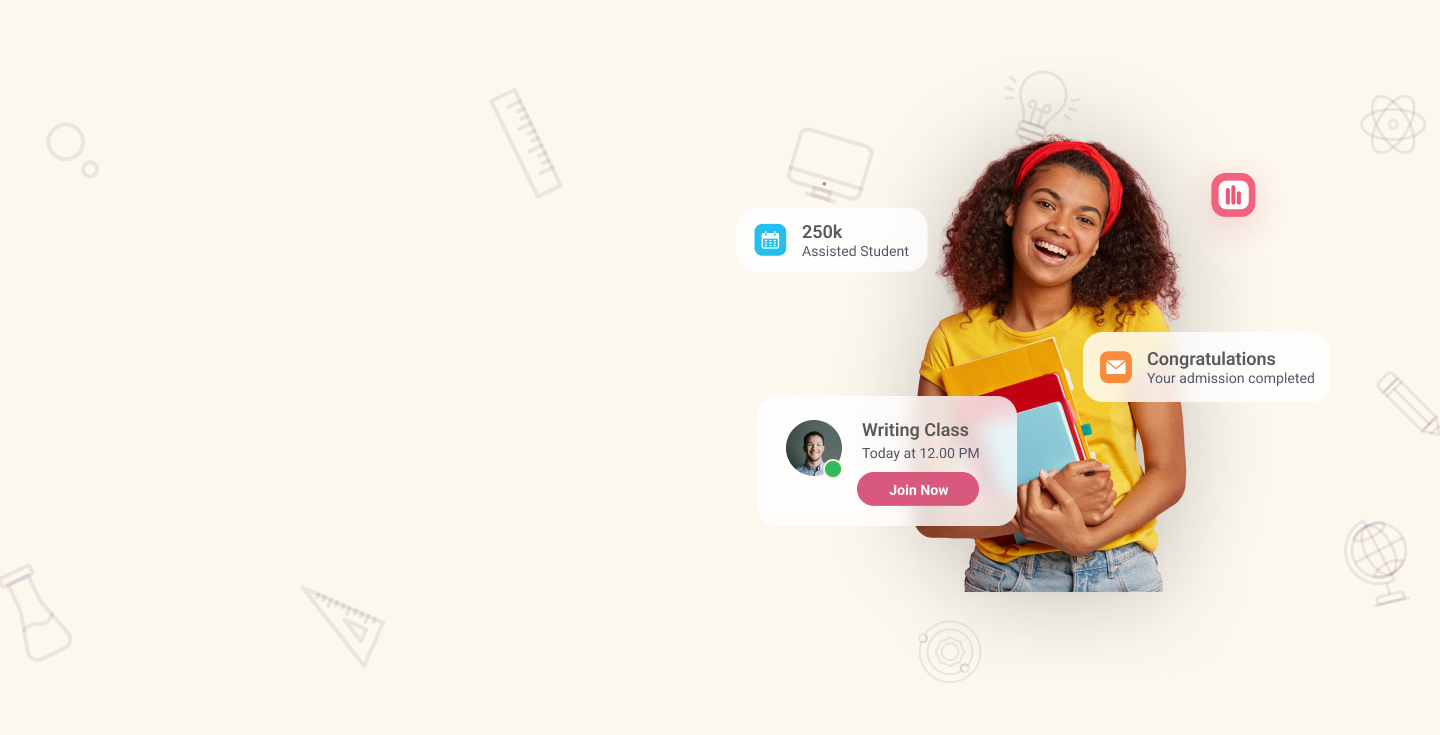 250k
Assisted Student
Congratulations
Your admission completed
Writing Class
Today at 12.00 PM
Join Now